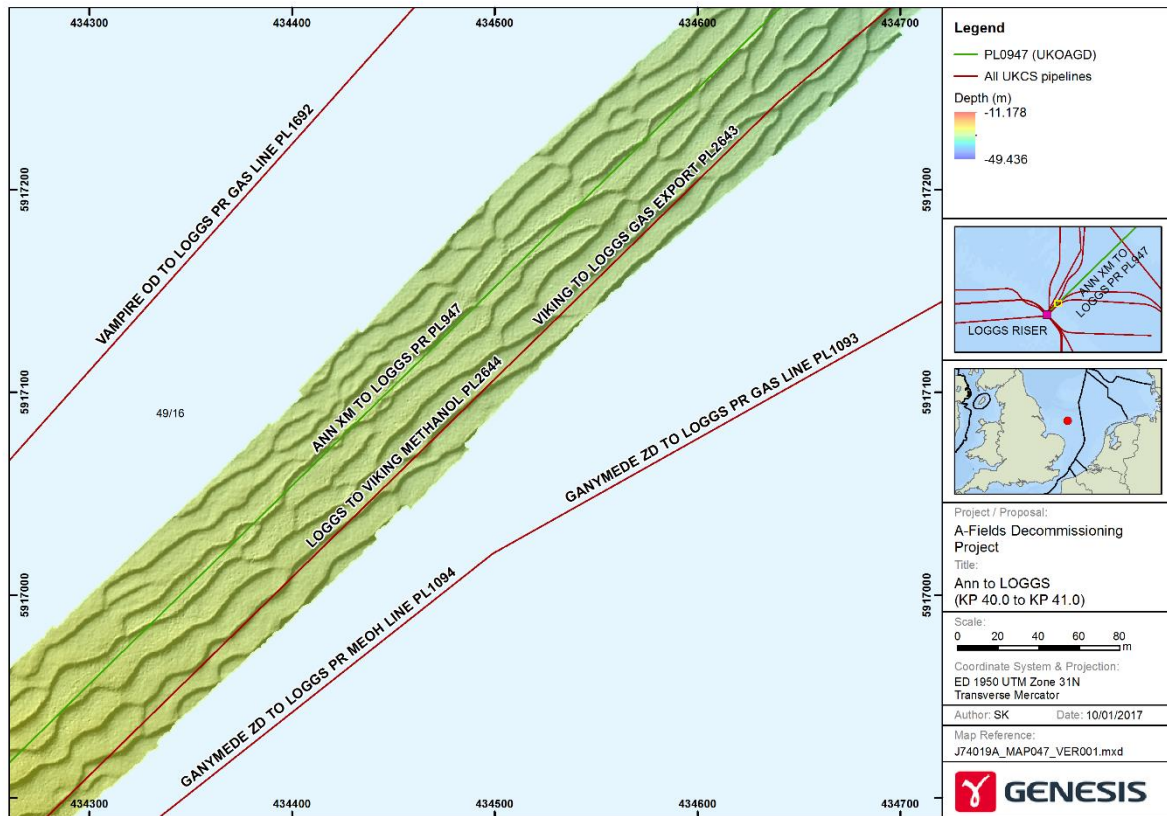 434300
434400
434500
434600
434700
5917200
5917100
5917000
5917200
5917100
5917000
VAMPIRE OD TO LOGGS PR GAS LINE PL1692
VIKING TO LOGGS GAS EXPORT PL2643
ANN XM TO LOGGS PR PL947
LOGGS TO VIKING METHANOL PL2644
GANYMEDE ZD TO LOGGS PR GAS LINE PL1093
GANYMEDE ZD TO LOGGS PR MEOH LINE PL1094
49/16
434300
434400
434500
434600
434700
Legend
PL0947 (UKOAGD)
All UKCS pipelines
Depth (m)
-11.178
-49.436
ANN XM TO
LOGGS PR PL947
LOGGS RISER
Project / Proposal:
A-Fields Decommissioning
Project
Title:
Ann to LOGGS
(KP 40.0 to KP 41.0)
Scale:
0 20 40 60 80
m
Coordinate System & Projection:
ED 1950 UTM Zone 31N
Transverse Mercator
Author: SK Date: 10/01/2017
Map Reference:
J74019A_MAP047_VER001.mxd
GENESIS